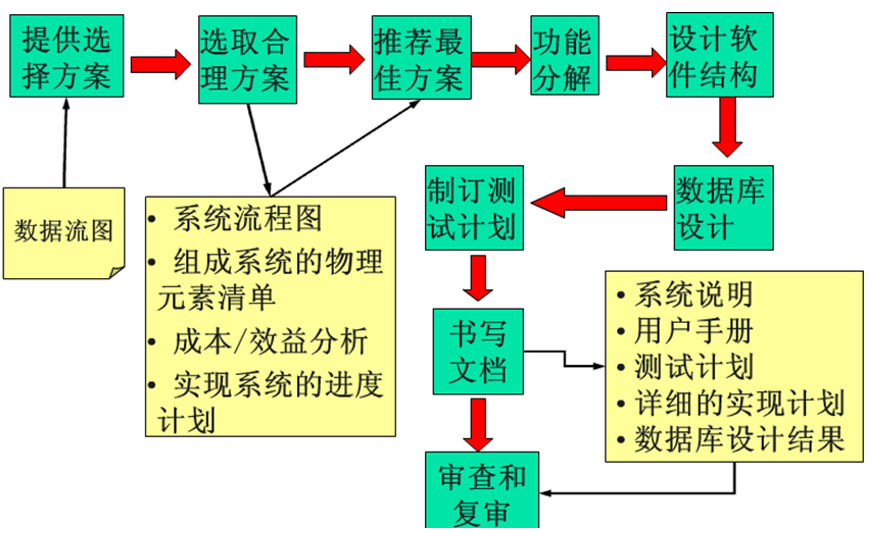 提供选
择方案
选取合
理方案
推荐最
佳方案
功能
分解
设计软
件结构
数据流图
• 系统流程图
• 组成系统的物理
元素清单
• 成本/效益分析
• 实现系统的进度
计划
制订测
试计划
数据库
设计
书写
文档
• 系统说明
• 用户手册
• 测试计划
• 详细的实现计划
• 数据库设计结果
审查和
复审